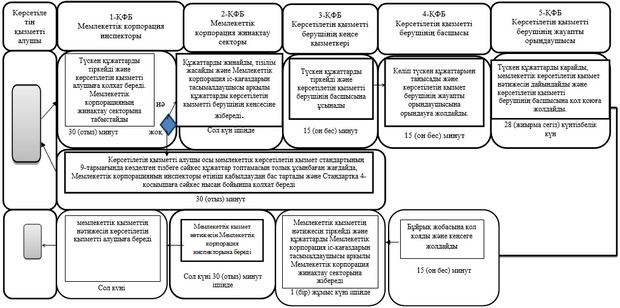 Көрсетіле
тін
қызметті
алушы
1-ҚФБ
Мемлекеттік корпорация
инспекторы
2-ҚФБ
Мемлекеттік
корпорация жинақтау
секторы
3-ҚФБ
Көрсетілетін қызметті
берушінің кеңсе
қызметкері
4-ҚФБ
Көрсетілетін қызметті
берушінің басшысы
5-ҚФБ
Көрсетілетін қызметті
берушінің жауапты
орындаушысы
Түскен құжаттарды
тіркейді және
көрсетілетін қызметті
алушыға қолхат береді.
Мемлекеттік
корпорациянның
жинақтау секторына
табыстайды
30 (отыз) минут
иә
жоқ
Құжаттарды жинайды, тізілім
жасайды және Мемлекеттік
корпорация іс-қағаздарын
тасымалдаушысы арқылы
құжаттарды көрсетілетін қызметті
берушінің кеңсесіне
жібереді.
Сол күн ішінде
Түскен құжаттарды
тіркейді және
көрсетілетін қызметті
берушінің басшысына
ұсынады
15 (он бес) минут
Келіп түскен құжаттармен
танысады және
көрсетілетін қызмет
берушінің жауапты
орындаушысына
орындауға жолдайды.
15 (он бес) минут
Түскен құжаттарды қарайды,
мемлекеттік көрсетілетін қызмет
нәтижесін дайындайды және
көрсетілетін қызметті
берушінің басшысына қол қоюға
жолдайды.
28 (жиырма сегіз) күнтізбелік
күн
Көрсетілетін қызметті алушы осы мемлекеттік көрсетілетін қызмет стандартының
9-тармағында көзделген тізбеге сәйкес құжаттар топтамасын толық ұсынбаған жағдайда,
Мемлекеттік корпорациянның инспекторы өтініш қабылдаудан бас тартады және Стандартқа 4-
қосымшаға сәйкес нысан бойынша қолхат береді
30 (отыз) минут
мемлекеттік қызметтің
нәтижесін көрсетілетін
қызметті алушыға береді
Сол күні
Мемлекеттік қызмет
нәтижесін Мемлекеттік
корпорация
инспекторына береді
Сол күні 30 (отыз) минут
ішінде
Мемлекеттік қызметтің
нәтижесін тіркейді және
құжаттарды Мемлекеттік
корпорация іс-қағаздарын
тасымалдаушысы арқылы
Мемлекеттік корпорация
жинақтау секторына
жібереді
1 (бір) жұмыс күні ішінде
Бұйрық жобасына қол
қояды және кеңсеге
жолдайды
15 (он бес) минут